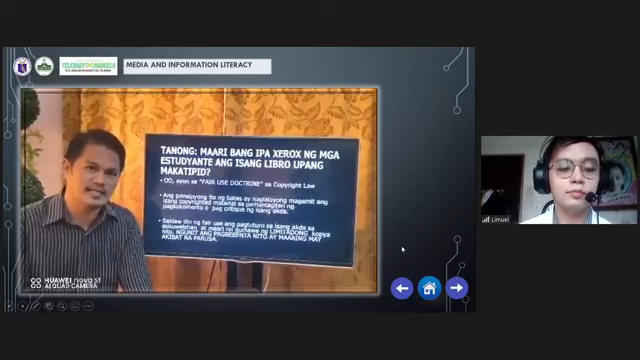 MEDIA AND INFORMATION LITERACY
TANONG: MAARI BANG IPA XEROX NG MGA
ESTUDYANTE ANG ISANG LIBRO UPANG
MAKATIPID?
• OO, ayon sa "FAIR USE DOCTRINE" sa Copyright Law
• Ang prinsipyong ito ng batas ay naglalayong magamit ang
isang copyrighted material sa pamamagitan ng
pagkokomento o pag critique ng isang akda.
• Saklaw din ng fair use ang pagtuturo sa isang akda sa
eskuwelahan at maari ng gumawa ng LIMITADONG kopya
nito, NGUNIT ANG PAGBEBENTA NITO AY MAARING MAY
AKIBAT NA PARUSA.
HUAWEI nova 5T
AI QUAD CAMERA
Limuel